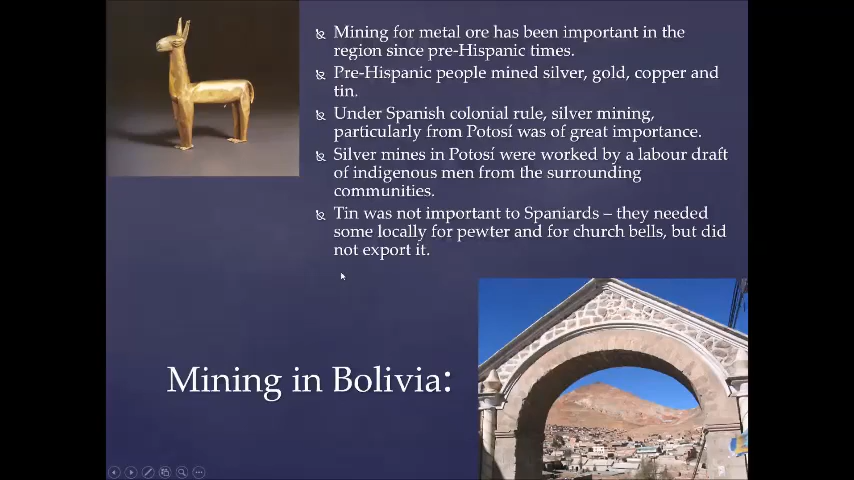 Mining for metal ore has been important in the
region since pre-Hispanic times.
Pre-Hispanic people mined silver, gold, copper and
tin.
Under Spanish colonial rule, silver mining,
particularly from Potosí was of great importance.
Silver mines in Potosí were worked by a labour draft
of indigenous men from the surrounding
communities.
Tin was not important to Spaniards – they needed
some locally for pewter and for church bells, but did
not export it.
Mining in Bolivia: